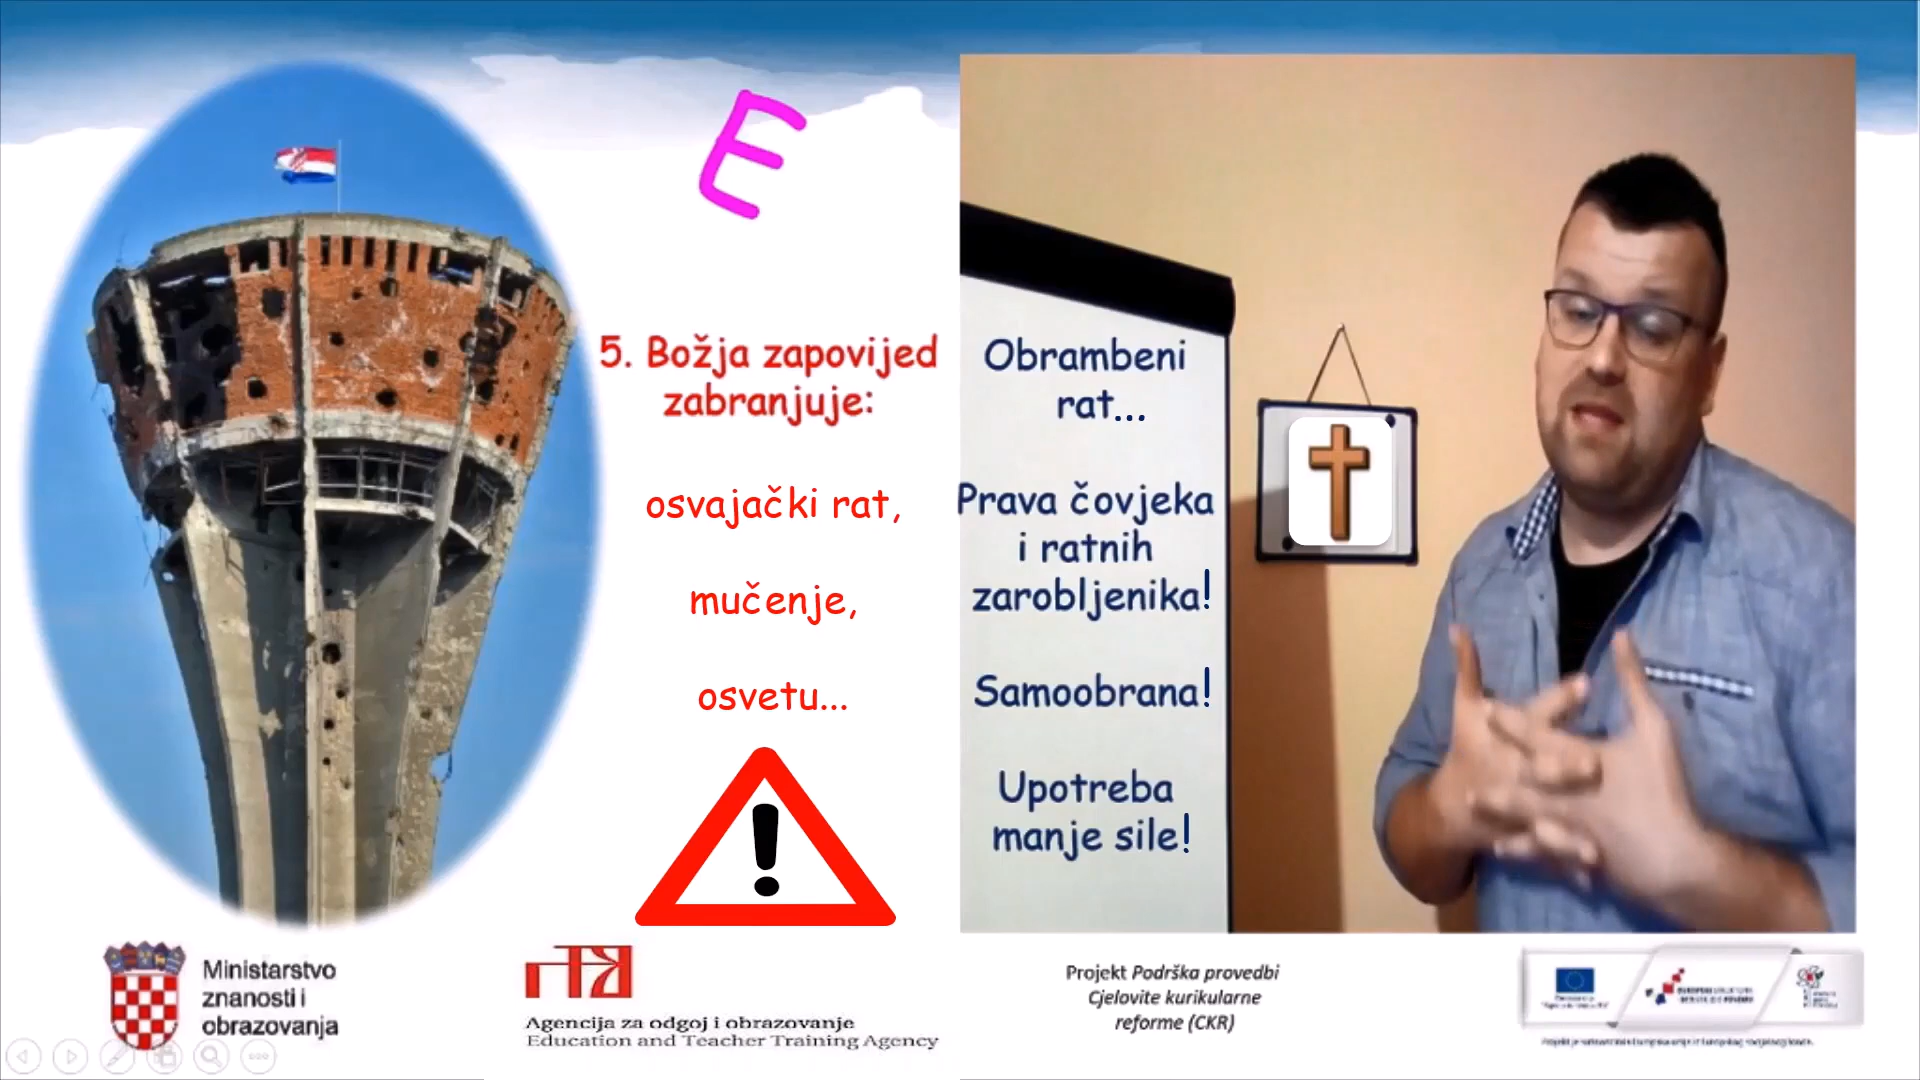 E
5. Božja zapovijed
zabranjuje:
osvajački rat,
mučenje,
osvetu...
Obrambeni
rat...
Prava čovjeka
i ratnih
zarobljenika!
Samoobrana!
Upotreba
manje sile!
Ministarstvo
znanosti i
obrazovanja
Agencija za odgoj i obrazovanje
Education and Teacher Training Agency
Projekt Podrška provedbi
Cjelovite kurikularne
reforme (CKR)